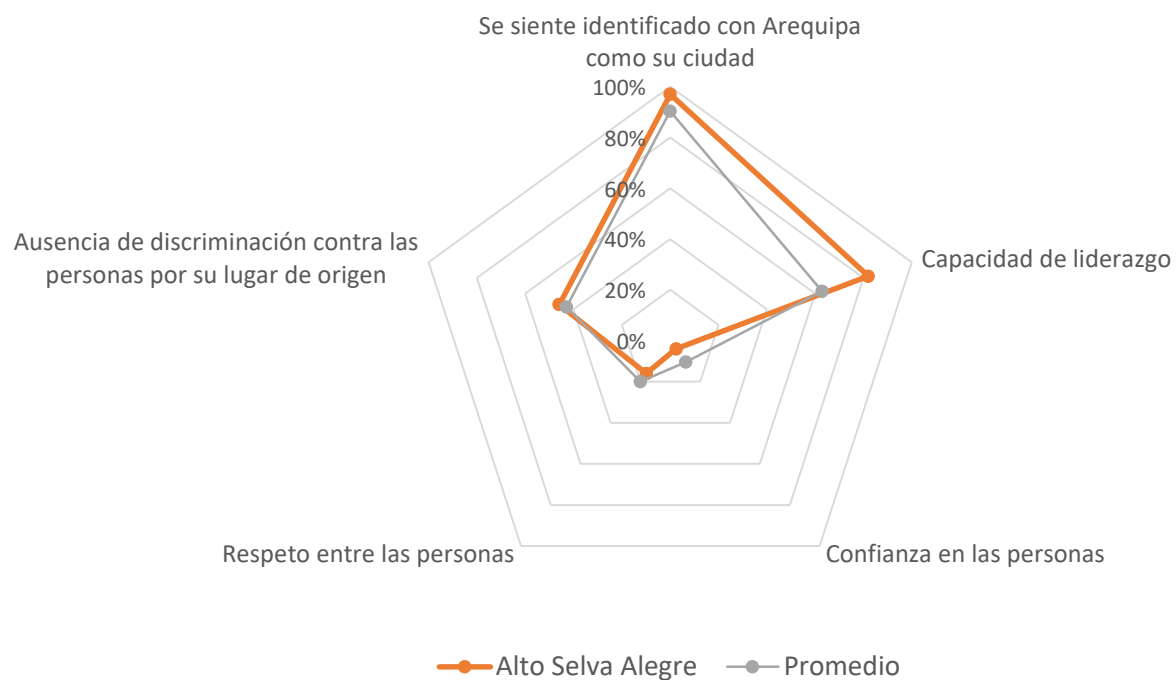 Se siente identificado con Arequipa
como su ciudad
100%
80%
60%
40%
20%
0%
Ausencia de discriminación contra las
personas por su lugar de origen
Capacidad de liderazgo
Respeto entre las personas
Confianza en las personas
Alto Selva Alegre
Promedio